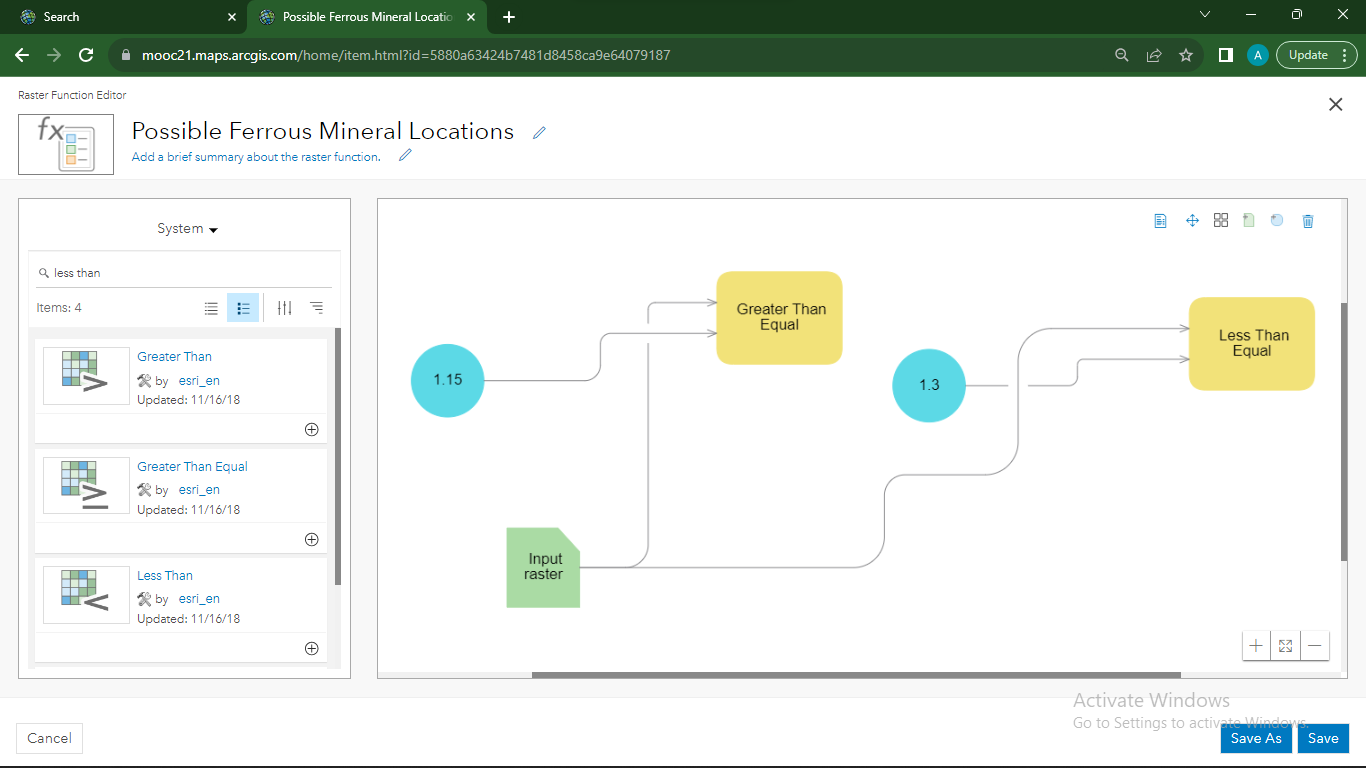 Search
Possible Ferrous Mineral Locatio
mooc21.maps.arcgis.com/home/item.html?id=5880a63424b7481d8458ca9e64079187
A
Update
Raster Function Editor
fx
Possible Ferrous Mineral Locations
Add a brief summary about the raster function.
System
less than
Items: 4
Greater Than
by esri_en
Updated: 11/16/18
Greater Than Equal
by esri_en
Updated: 11/16/18
Less Than
by esri_en
Updated: 11/16/18
1.15
Greater Than
Equal
1.3
Less Than
Equal
Input
raster
Activate Windows
Go to Settings to activate Windows.
Cancel
Save As
Save